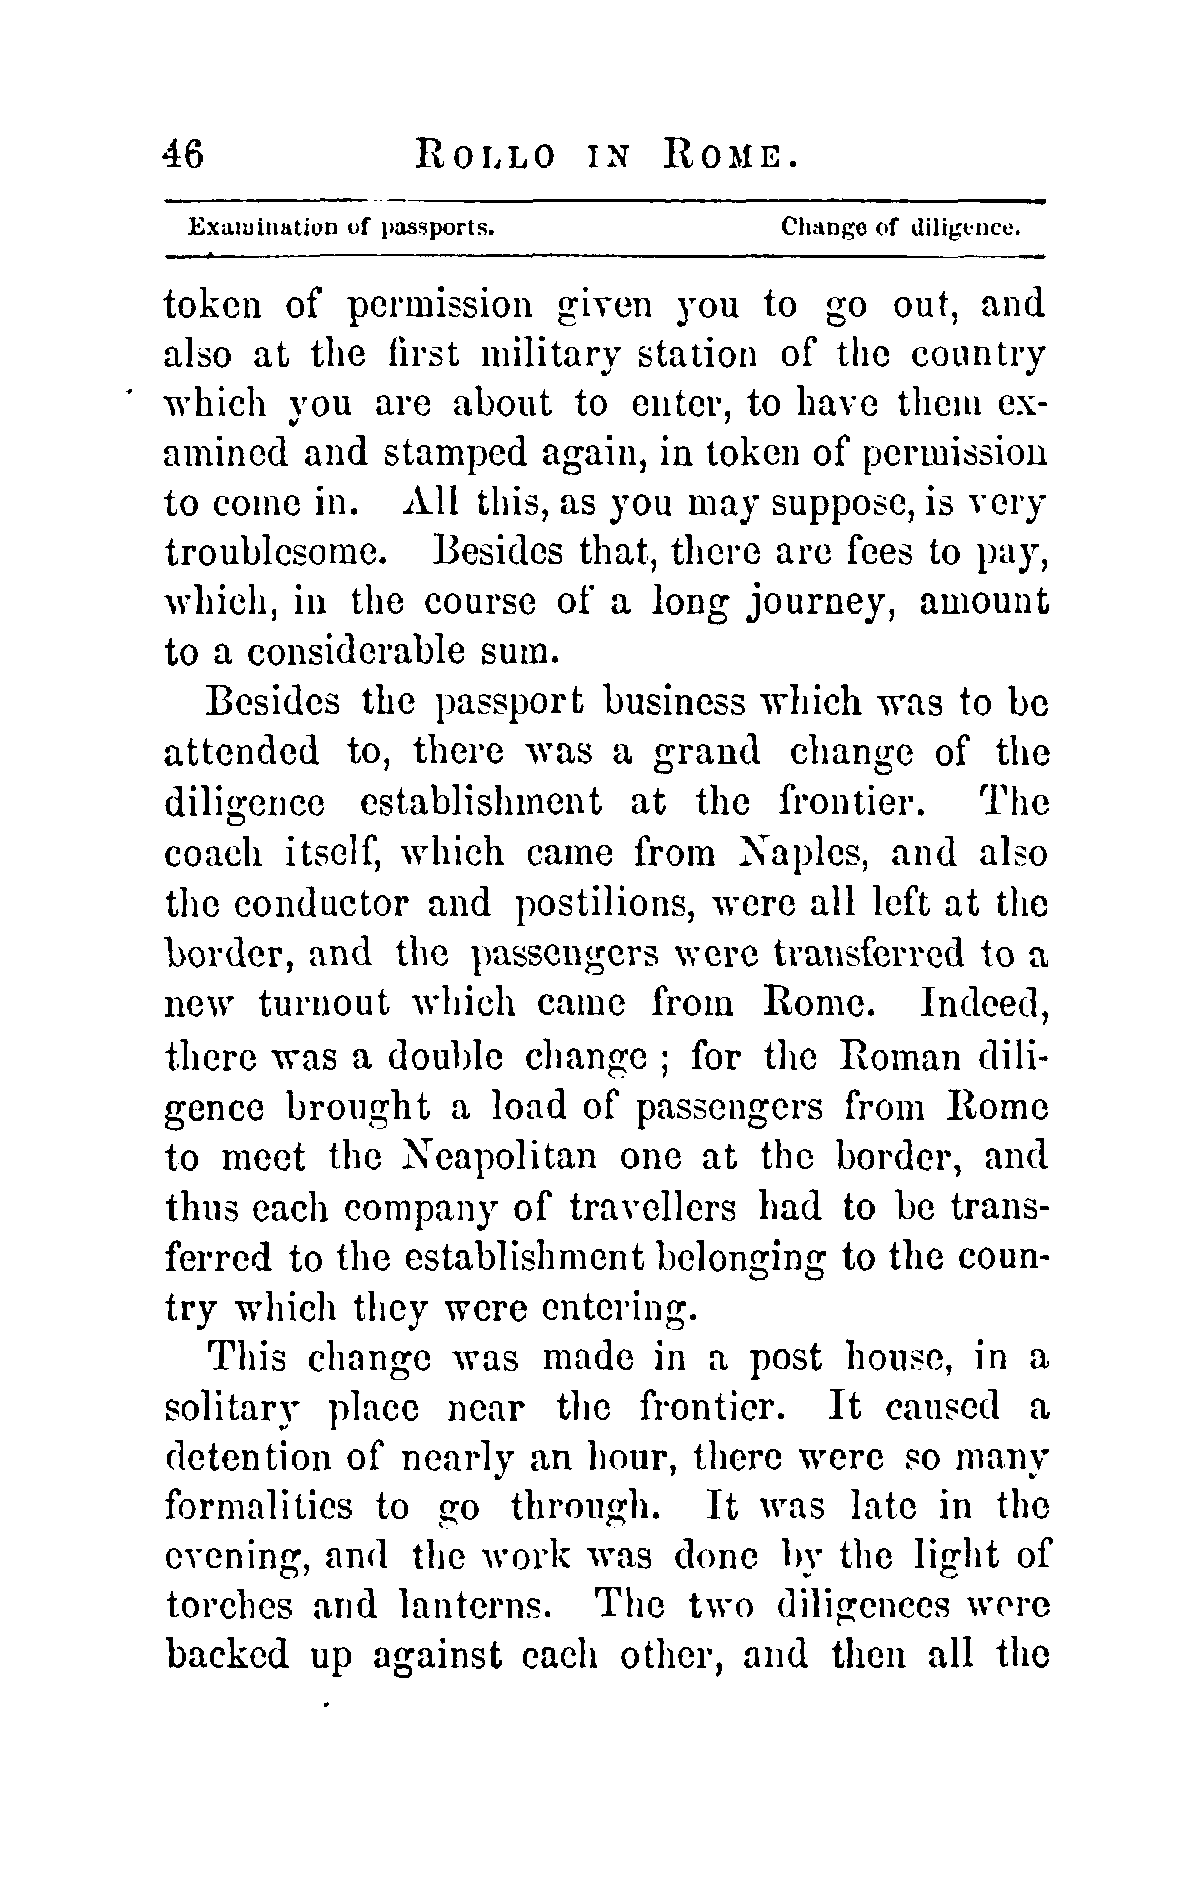 46 ROLLO IN ROME.
Examination of passports. Change of diligence.
token of permission given you to go out, and
also at the first military station of the country
which you are about to enter, to have them ex-
amined and stamped again, in token of permission
to come in. All this, as you may suppose, is very
troublesome. Besides that, there are fees to pay,
which, in the course of a long journey, amount
to a considerable sum.
Besides the passport business which was to be
attended to, there was a grand change of the
diligence establishment at the frontier. The
coach itself, which came from Naples, and also
the conductor and postilions, were all left at the
border, and the passengers were transferred to a
new turnout which came from Rome. Indeed,
there was a double change ; for the Roman dili-
gence brought a load of passengers from Rome
to meet the Neapolitan one at the border, and
thus each company of travellers had to be trans-
ferred to the establishment belonging to the coun-
try which they were entering.
This change was made in a post house, in a
solitary place near the frontier. It caused a
detention of nearly an hour, there were so many
formalities to go through. It was late in the
evening, and the work was done by the light of
torches and lanterns. The two diligences were
backed up against each other, and then all the